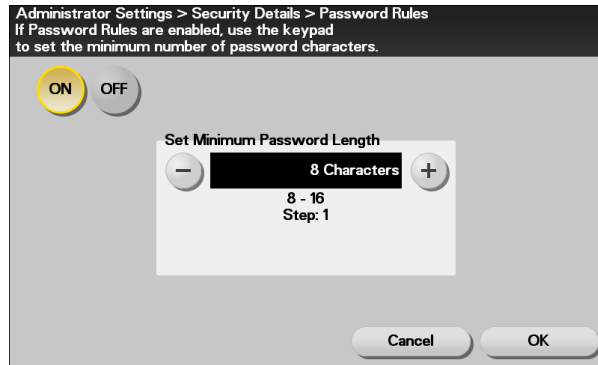 Administrator Settings > Security Details > Password Rules
If Password Rules are enabled, use the keypad
to set the minimum number of password characters.
ON OFF
Set Minimum Password Length
− 8 Characters +
8 - 16
Step: 1
Cancel OK